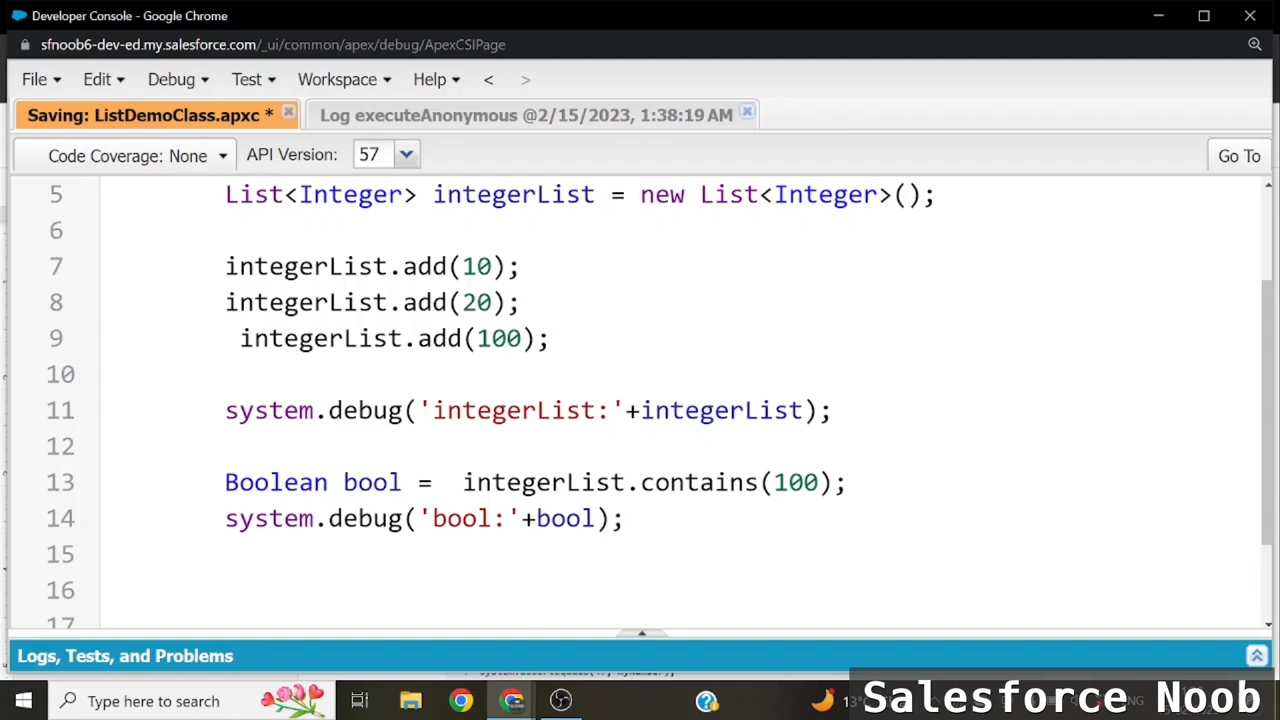 Developer Console - Google Chrome
sfnoob6-dev-ed.my.salesforce.com/_ui/common/apex/debug/ApexCSIPage
File Edit Debug Test Workspace Help < >
Saving: ListDemoClass.apxc * Log executeAnonymous @2/15/2023, 1:38:19 AM
Code Coverage: None API Version: 57 Go To
5 List<Integer> integerList = new List<Integer>();
6
7 integerList.add(10);
8 integerList.add(20);
9 integerList.add(100);
10
11 system.debug('integerList:'+integerList);
12
13 Boolean bool =  integerList.contains(100);
14 system.debug('bool:'+bool);
15
16
17
Logs, Tests, and Problems
Type here to search
13°
ENG
Salesforce Noob